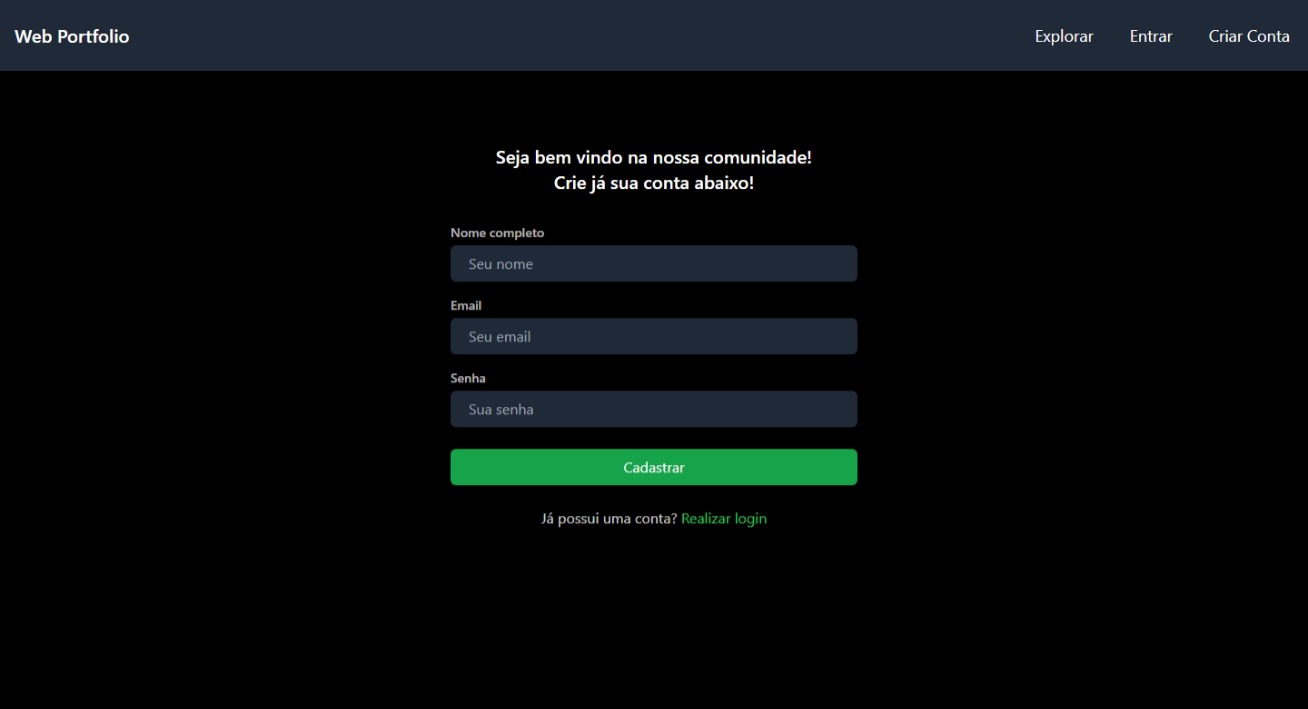 Web Portfolio
Explorar
Entrar
Criar Conta
Seja bem vindo na nossa comunidade!
Crie já sua conta abaixo!
Nome completo
Seu nome
Email
Seu email
Senha
Sua senha
Cadastrar
Já possui uma conta? Realizar login